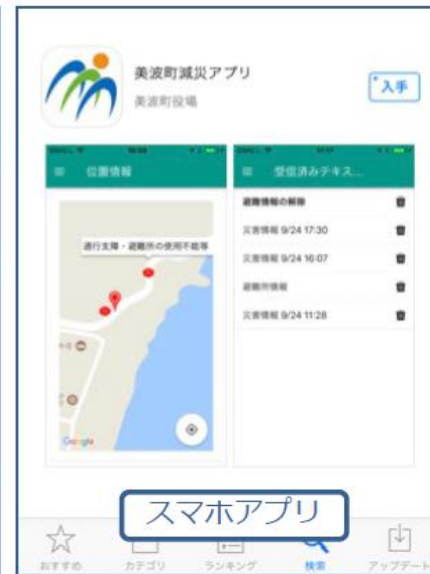 美波町減災アプリ
美波町役場
入手
位置情報
通行支障・避難所の使用不能等
Google
受信済みテキス...
避難情報の解除
災害情報 9/24 17:30
災害情報 9/24 16:07
避難所情報
災害情報 9/24 11:28
スマホアプリ
おすすめ
カテゴリ
ランキング
検索
アップデート